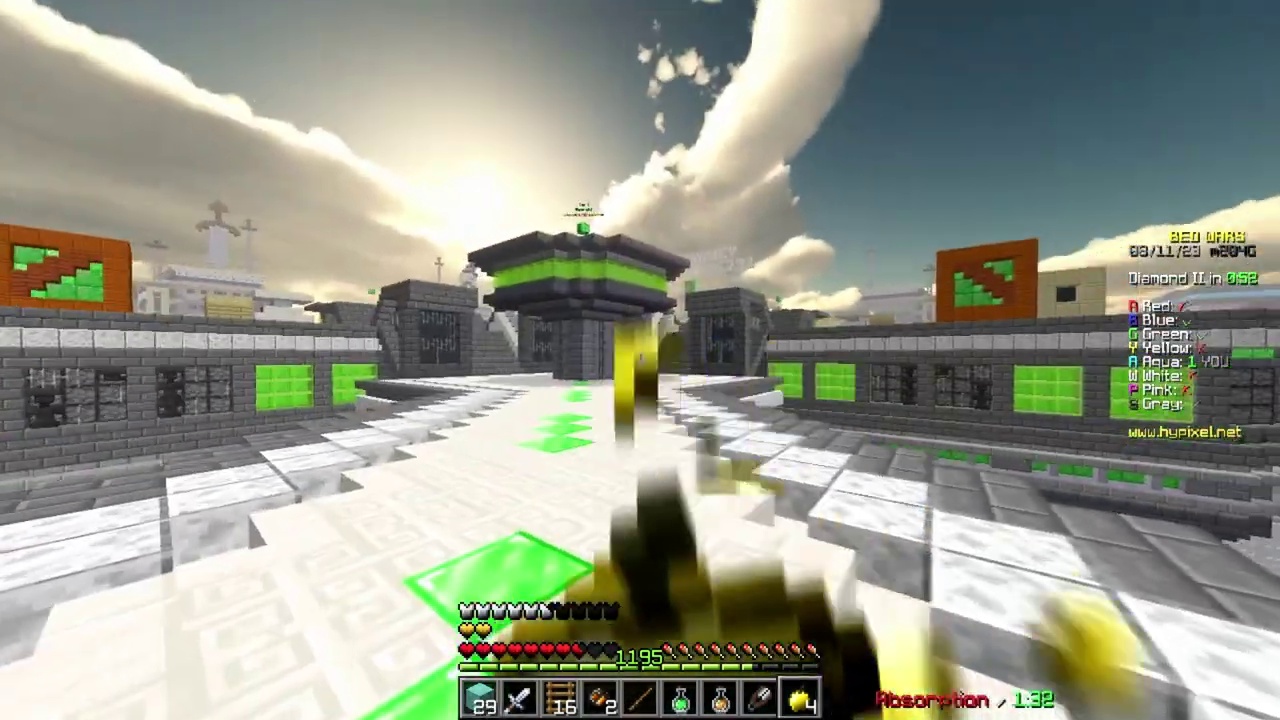 BED WARS
08/11/23 m204G
Diamond II in 0:52
R Red:
B Blue:
G Green:
Y Yellow:
A Aqua: 1 YOU
W White:
P Pink:
S Gray:
www.hypixel.net
1195
29
16
2
4
Absorption 1:32